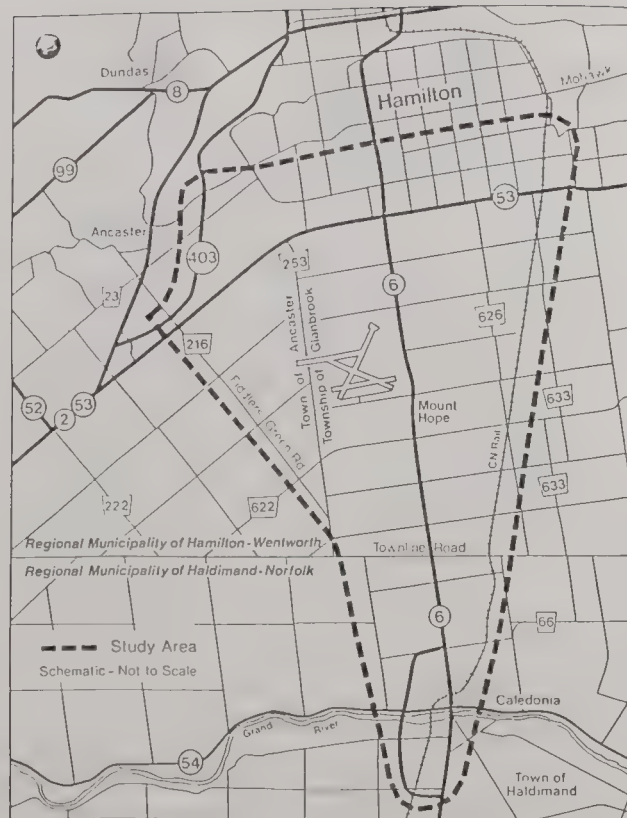 Dundas
8
Hamilton
Mohawk
99
53
Ancaster
403
253
23
6
626
216
Town of Ancaster
Township of Glanbrook
Fiddlers Green Rd
Mount Hope
CN Rail
633
52
2
53
633
222
622
Regional Municipality of Hamilton-Wentworth
Townline Road
Regional Municipality of Haldimand-Norfolk
6
66
Study Area
Schematic - Not to Scale
Caledonia
Grand River
54
Town of
Haldimand